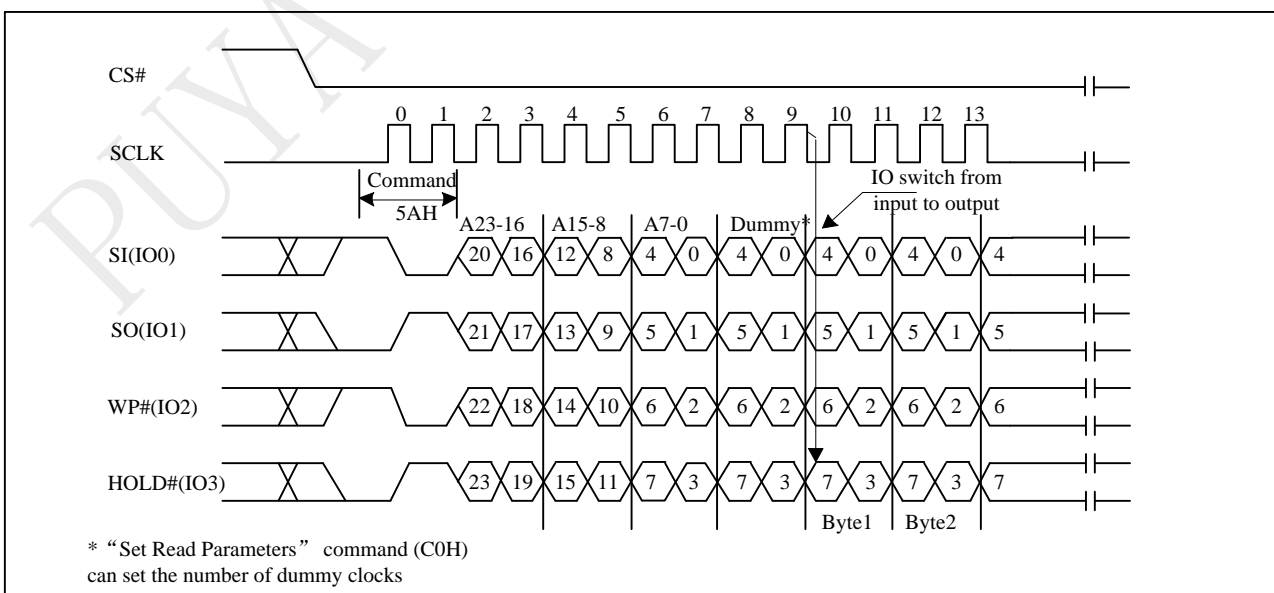 PUYA
CS#
0 1 2 3 4 5 6 7 8 9 10 11 12 13
SCLK
Command
5AH
IO switch from
input to output
A23-16 A15-8 A7-0 Dummy*
SI(IO0) 20 16 12 8 4 0 4 0 4 0 4 0 4
SO(IO1) 21 17 13 9 5 1 5 1 5 1 5 1 5
WP#(IO2) 22 18 14 10 6 2 6 2 6 2 6 2 6
HOLD#(IO3) 23 19 15 11 7 3 7 3 7 3 7 3 7
Byte1 Byte2
* “Set Read Parameters” command (C0H)
can set the number of dummy clocks